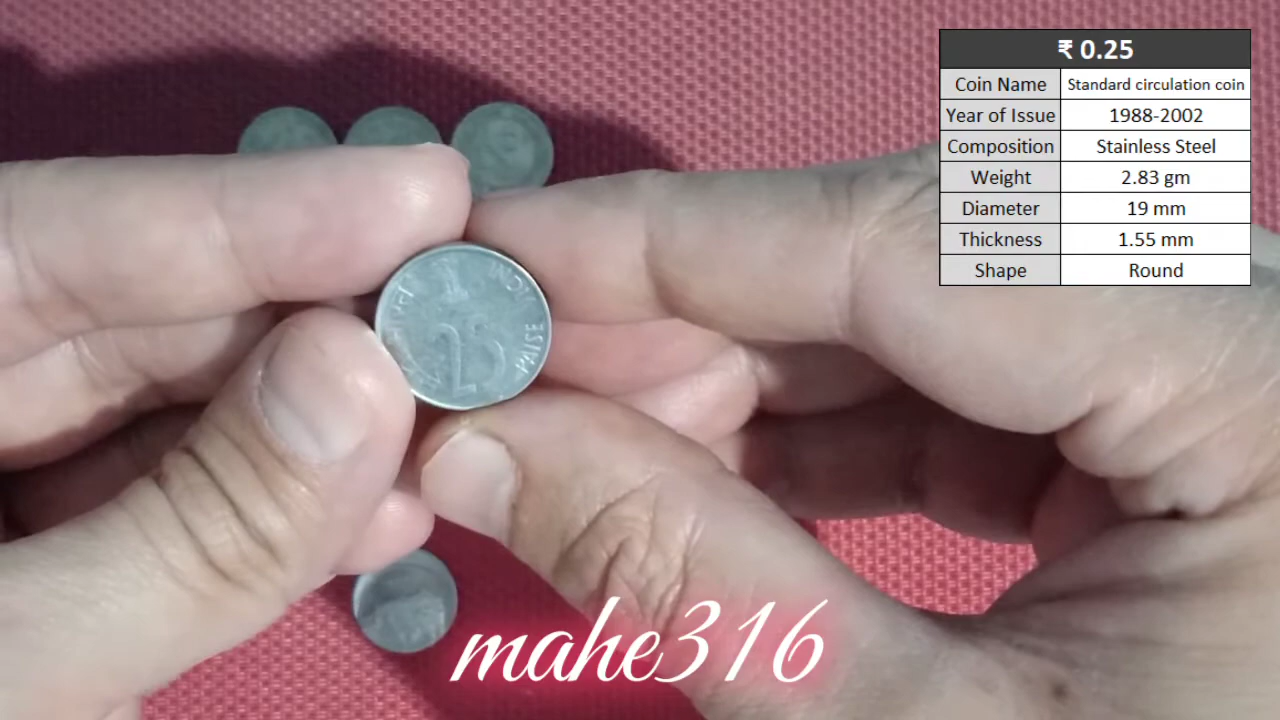 ₹ 0.25
Coin Name Standard circulation coin
Year of Issue 1988-2002
Composition Stainless Steel
Weight 2.83 gm
Diameter 19 mm
Thickness 1.55 mm
Shape Round
25
PAISE
mahe316